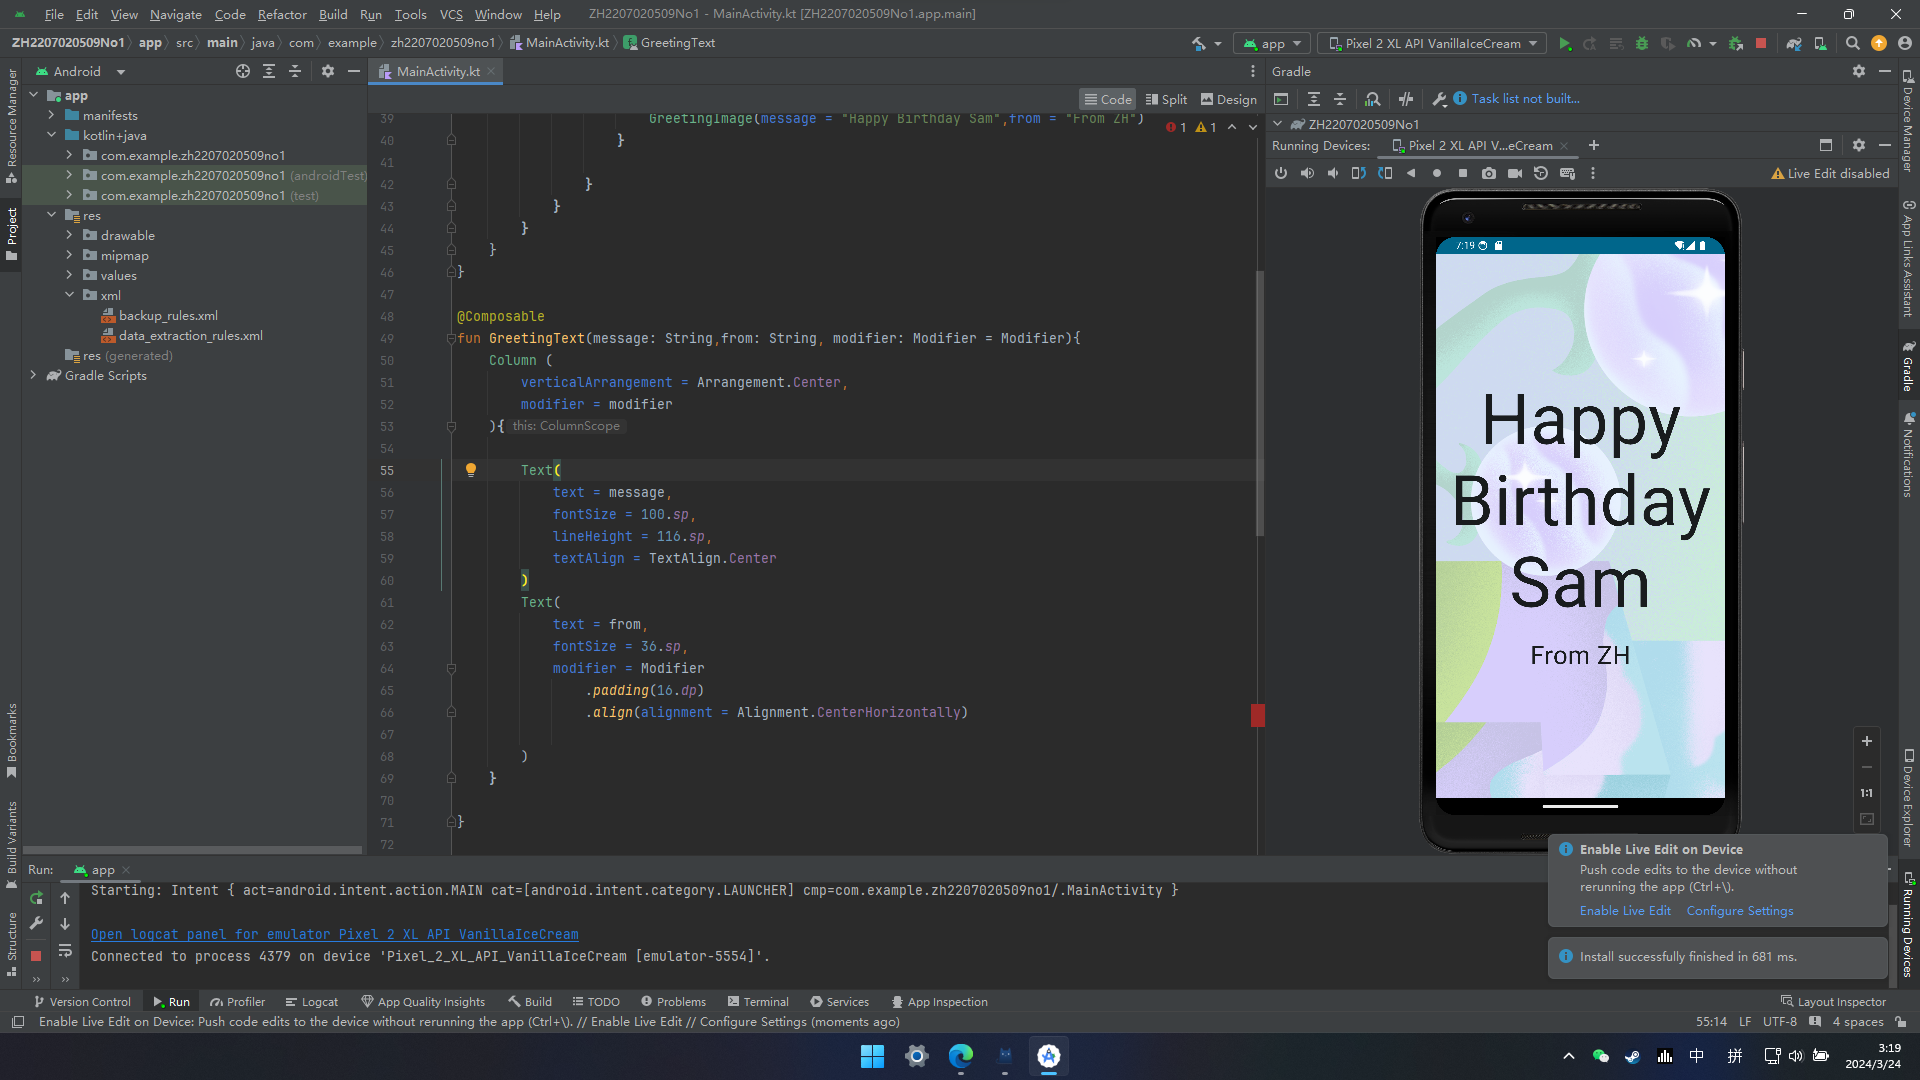 File Edit View Navigate Code Refactor Build Run Tools VCS Window Help ZH2207020509No1 - MainActivity.kt [ZH2207020509No1.app.main]
ZH2207020509No1 app src main java com example zh2207020509no1 MainActivity.kt GreetingText app Pixel 2 XL API VanillaIceCream
Android
MainActivity.kt
Gradle
Code Split Design
Task list not built...
app
manifests
kotlin+java
com.example.zh2207020509no1
com.example.zh2207020509no1 (androidTest)
com.example.zh2207020509no1 (test)
res
drawable
mipmap
values
xml
backup_rules.xml
data_extraction_rules.xml
res (generated)
Gradle Scripts
Resource Manager
Project
Bookmarks
Build Variants
Structure
39 GreetingImage(message = "Happy Birthday Sam",from = "From ZH")
1 1
40 }
41
42 }
43 }
44 }
45 }
46 }
47
48 @Composable
49 fun GreetingText(message: String,from: String, modifier: Modifier = Modifier){
50 Column (
51 verticalArrangement = Arrangement.Center,
52 modifier = modifier
53 ){ this: ColumnScope
54
55 Text(
56 text = message,
57 fontSize = 100.sp,
58 lineHeight = 116.sp,
59 textAlign = TextAlign.Center
60 )
61 Text(
62 text = from,
63 fontSize = 36.sp,
64 modifier = Modifier
65 .padding(16.dp)
66 .align(alignment = Alignment.CenterHorizontally)
67
68 )
69 }
70
71 }
72
ZH2207020509No1
Running Devices: Pixel 2 XL API V...eCream
Live Edit disabled
7:19
Happy
Birthday
Sam
From ZH
1:1
Device Manager
App Links Assistant
Gradle
Notifications
Device Explorer
Running Devices
Enable Live Edit on Device
Push code edits to the device without
rerunning the app (Ctrl+\).
Enable Live Edit Configure Settings
Install successfully finished in 681 ms.
Run: app
Starting: Intent { act=android.intent.action.MAIN cat=[android.intent.category.LAUNCHER] cmp=com.example.zh2207020509no1/.MainActivity }
Open logcat panel for emulator Pixel 2 XL API VanillaIceCream
Connected to process 4379 on device 'Pixel_2_XL_API_VanillaIceCream [emulator-5554]'.
Version Control Run Profiler Logcat App Quality Insights Build TODO Problems Terminal Services App Inspection Layout Inspector
Enable Live Edit on Device: Push code edits to the device without rerunning the app (Ctrl+\). // Enable Live Edit // Configure Settings (moments ago) 55:14 LF UTF-8 4 spaces
中 拼
3:19
2024/3/24